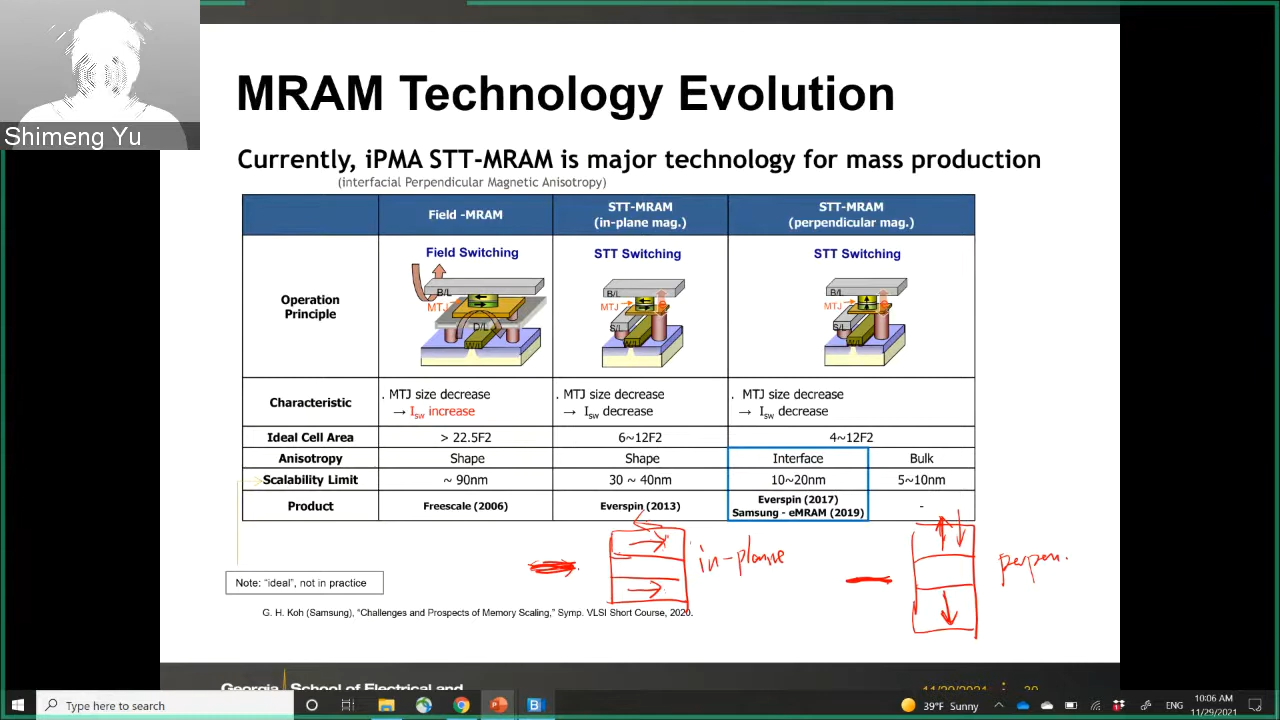 Shimeng Yu
MRAM Technology Evolution
Currently, iPMA STT-MRAM is major technology for mass production
(interfacial Perpendicular Magnetic Anisotropy)
Field -MRAM
STT-MRAM
(in-plane mag.)
STT-MRAM
(perpendicular mag.)
Operation
Principle
Field Switching
B/L
MTJ
D/L
W/L
STT Switching
B/L
MTJ
S/L
W/L
STT Switching
B/L
MTJ
S/L
W/L
Characteristic
. MTJ size decrease
→ Isw increase
. MTJ size decrease
→ Isw decrease
. MTJ size decrease
→ Isw decrease
Ideal Cell Area
> 22.5F2
6~12F2
4~12F2
Anisotropy
Shape
Shape
Interface
Bulk
Scalability Limit
~ 90nm
30 ~ 40nm
10~20nm
5~10nm
Product
Freescale (2006)
Everspin (2013)
Everspin (2017)
Samsung - eMRAM (2019)
-
in-plane
perpen.
Note: "ideal", not in practice
G. H. Koh (Samsung), "Challenges and Prospects of Memory Scaling," Symp. VLSI Short Course, 2020.
Georgia School of Electrical and
11/29/2021 30
Type here to search
39°F Sunny
ENG
10:06 AM
11/29/2021